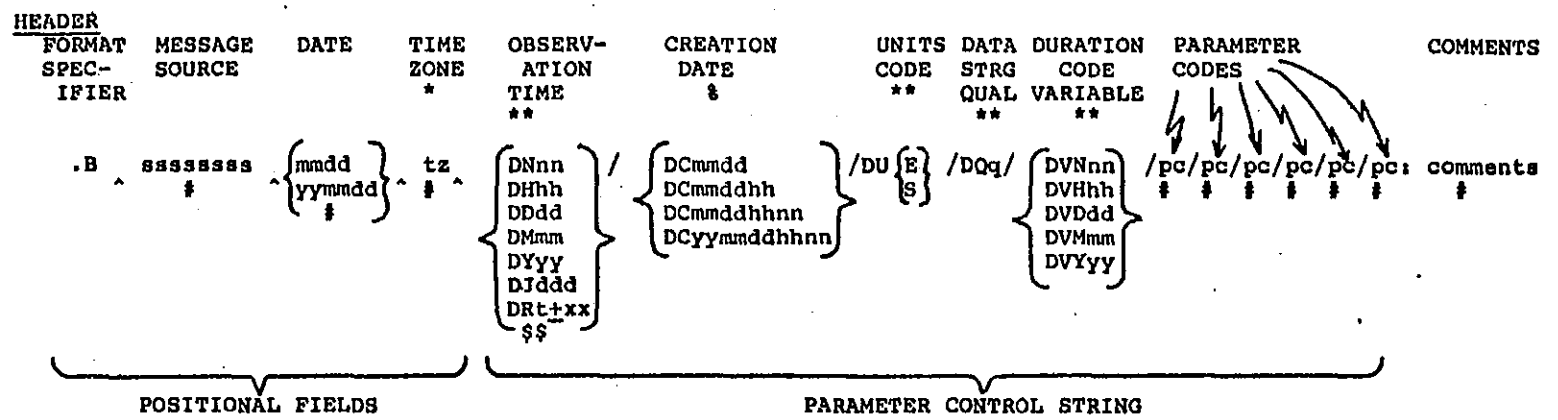 HEADER
FORMAT MESSAGE DATE TIME OBSERV- CREATION UNITS DATA DURATION PARAMETER COMMENTS
SPEC- SOURCE ZONE ATION DATE CODE STRG CODE CODES
IFIER * TIME % ** QUAL VARIABLE
** ** **
.B ^ ssssssss ^ mmdd ^ tz ^ DNnn / DCmmdd /DU E /DQq/ DVNnn /pc/pc/pc/pc/pc/pc: comments
# yymmdd # DHhh DCmmddhh S DVHhh # # # # # # #
# DDdd DCmmddhhnn DVDdd
DMmm DCyymmddhhnn DVMmm
DYyy DVYyy
DJddd
DRt±xx
$$
POSITIONAL FIELDS PARAMETER CONTROL STRING